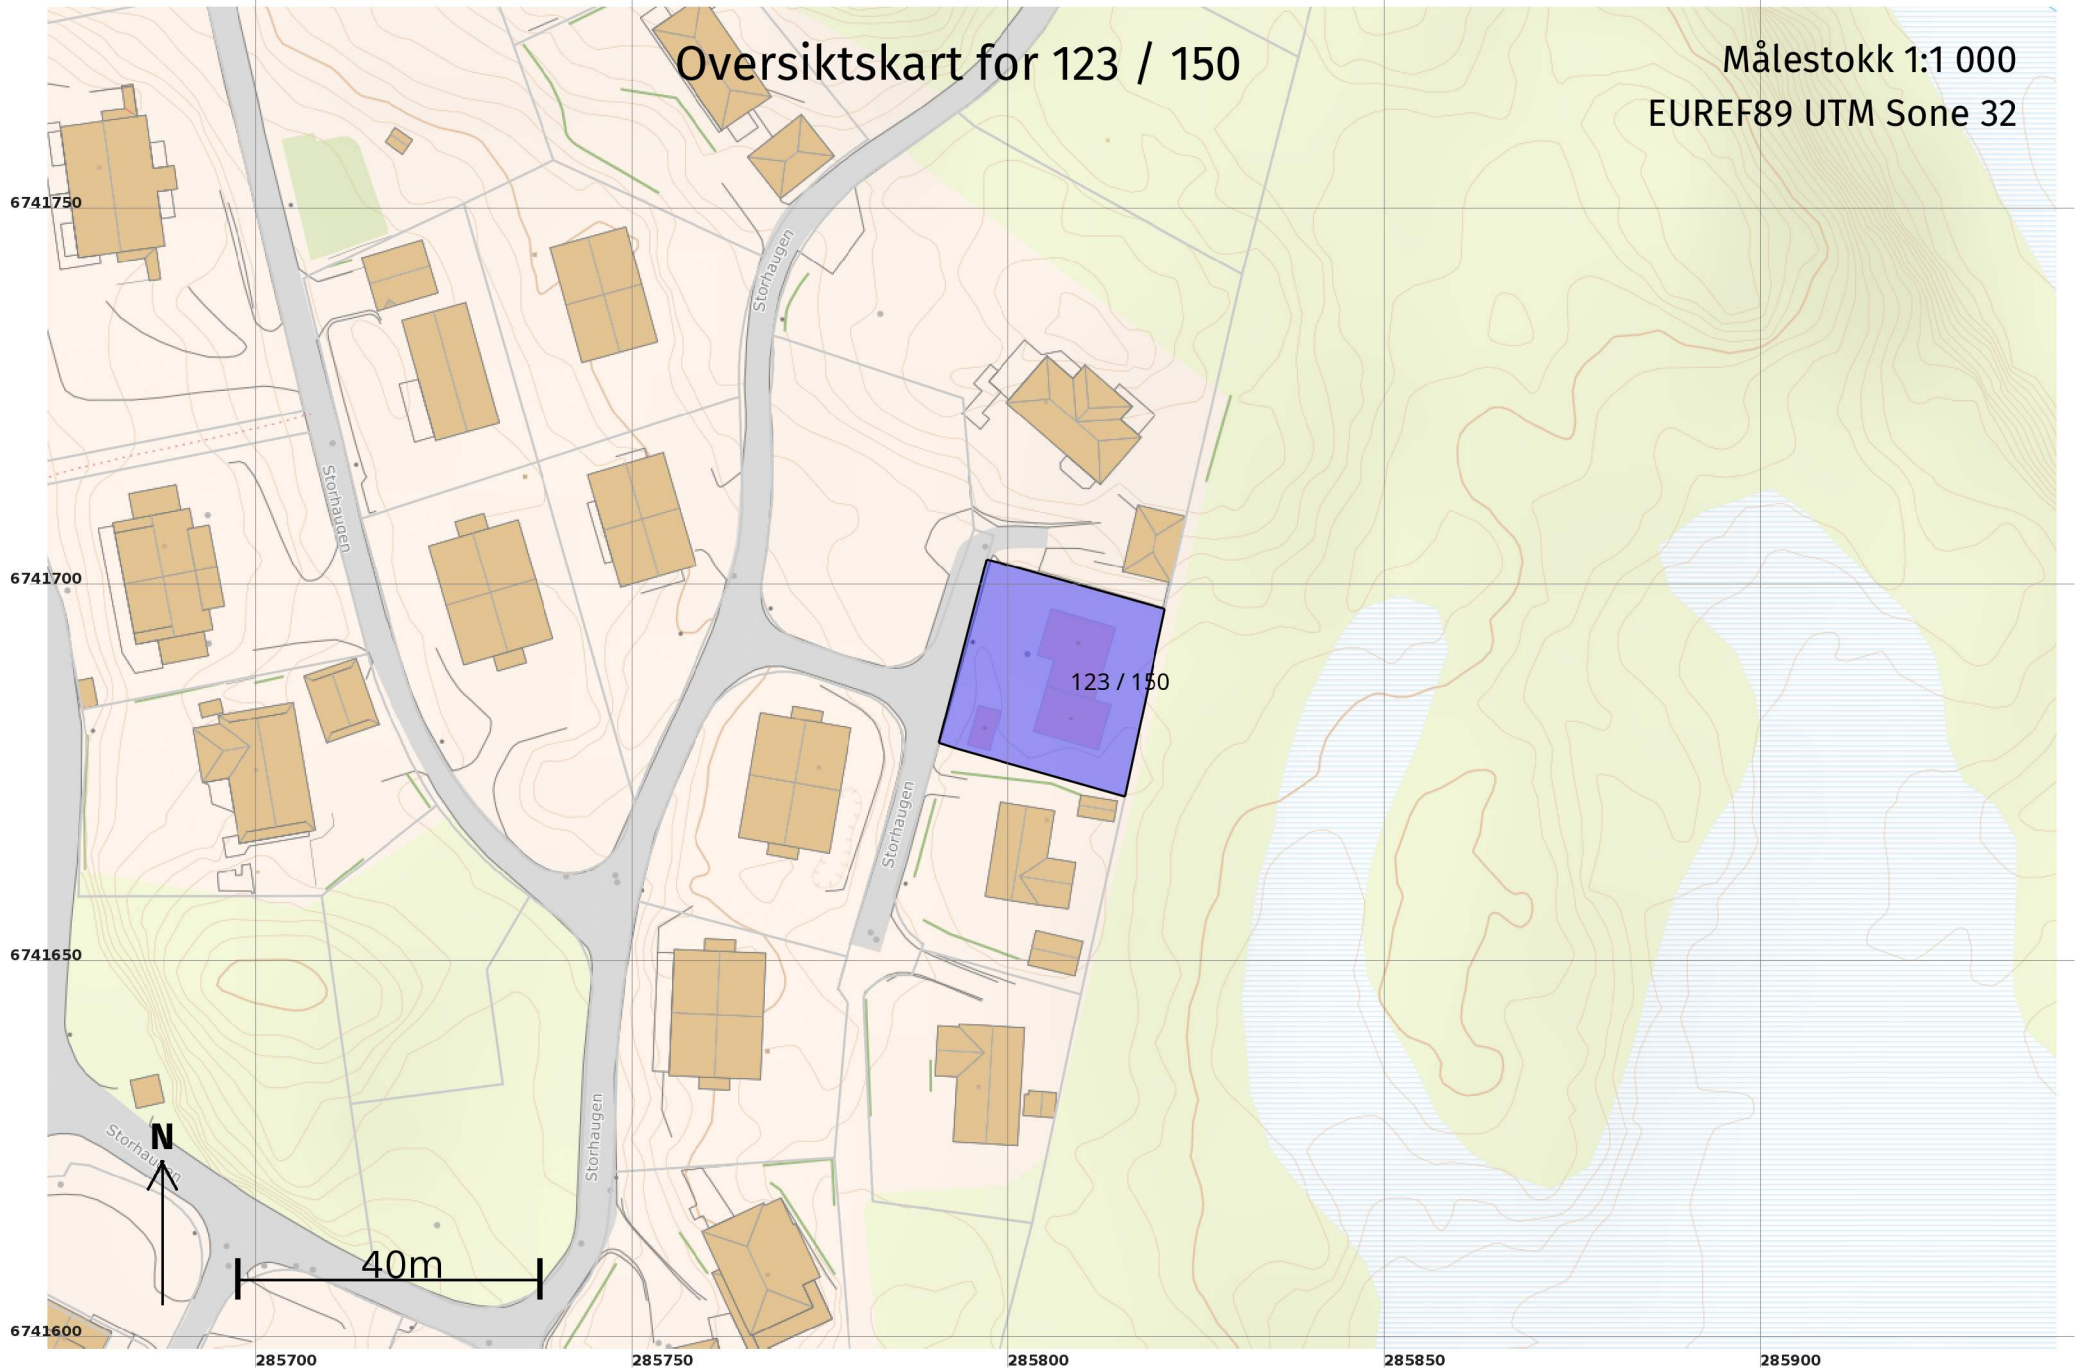 Oversiktskart for 123 / 150
Målestokk 1:1 000
EUREF89 UTM Sone 32
6741750
Storhaugen
Storhaugen
6741700
123 / 150
Storhaugen
6741650
Storhaugen
Storhaugen
N
40m
6741600
285700
285750
285800
285850
285900